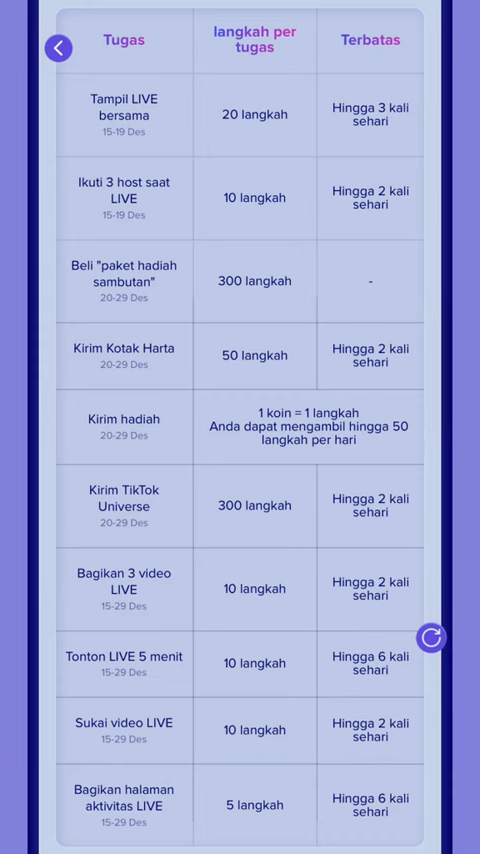 Tugas
langkah per
tugas
Terbatas
Tampil LIVE
bersama
15-19 Des
20 langkah
Hingga 3 kali
sehari
Ikuti 3 host saat
LIVE
15-19 Des
10 langkah
Hingga 2 kali
sehari
Beli "paket hadiah
sambutan"
20-29 Des
300 langkah
-
Kirim Kotak Harta
20-29 Des
50 langkah
Hingga 2 kali
sehari
Kirim hadiah
20-29 Des
1 koin = 1 langkah
Anda dapat mengambil hingga 50
langkah per hari
Kirim TikTok
Universe
20-29 Des
300 langkah
Hingga 2 kali
sehari
Bagikan 3 video
LIVE
15-29 Des
10 langkah
Hingga 2 kali
sehari
Tonton LIVE 5 menit
15-29 Des
10 langkah
Hingga 6 kali
sehari
Sukai video LIVE
15-29 Des
10 langkah
Hingga 2 kali
sehari
Bagikan halaman
aktivitas LIVE
15-29 Des
5 langkah
Hingga 6 kali
sehari